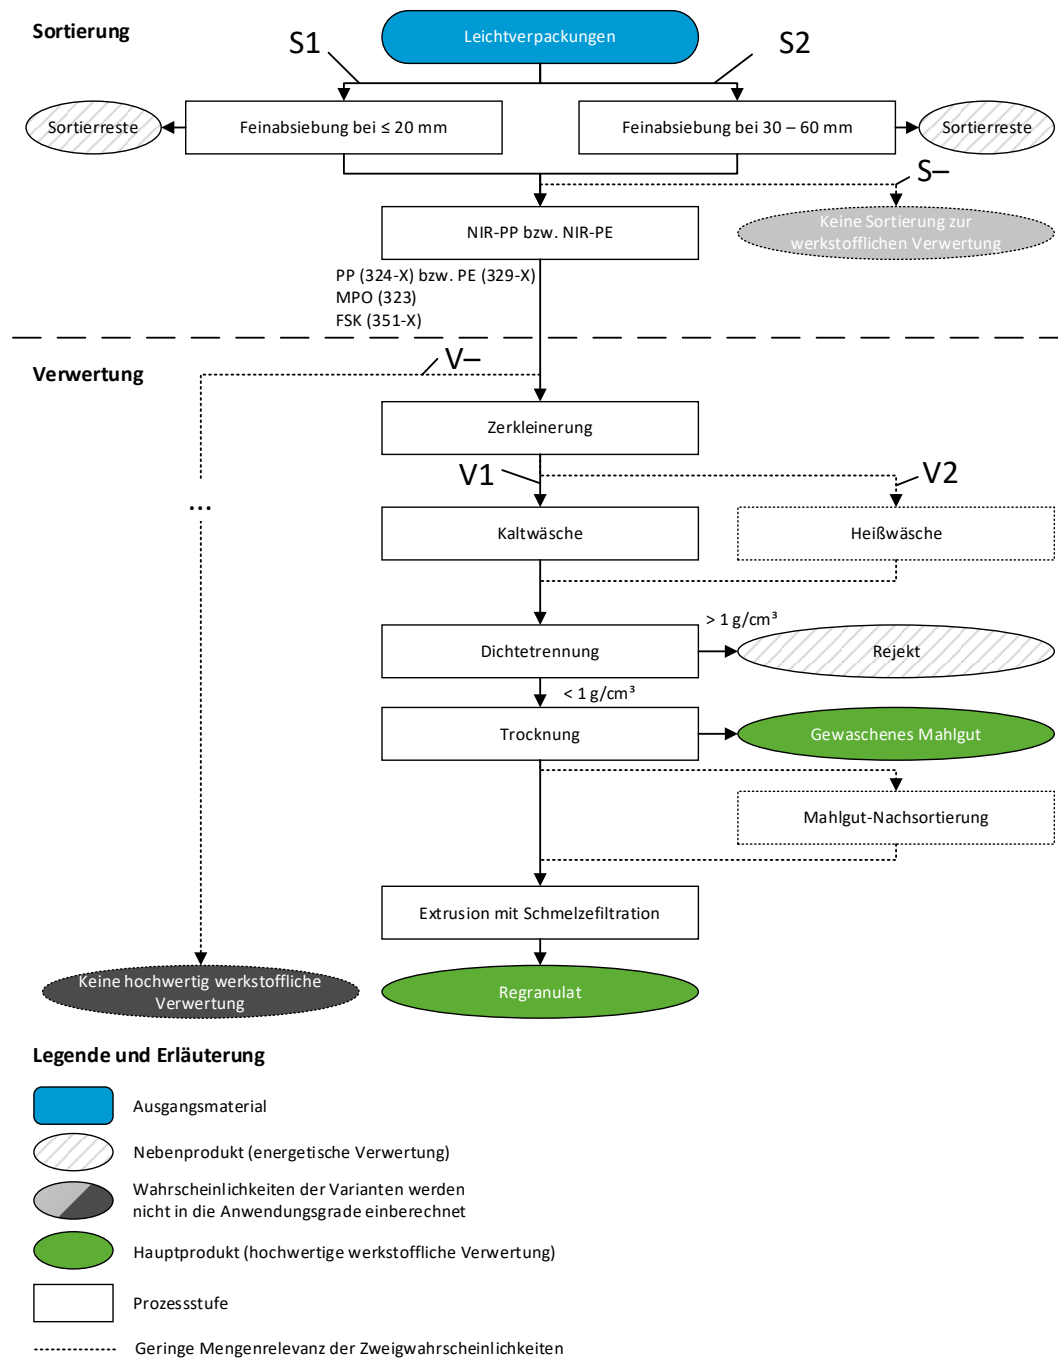 Sortierung
Leichtverpackungen
S1
S2
Sortierreste
Feinabsiebung bei ≤ 20 mm
Feinabsiebung bei 30 – 60 mm
Sortierreste
S–
NIR-PP bzw. NIR-PE
Keine Sortierung zur
werkstofflichen Verwertung
PP (324-X) bzw. PE (329-X)
MPO (323)
FSK (351-X)
Verwertung
V–
Zerkleinerung
V1
V2
...
Kaltwäsche
Heißwäsche
> 1 g/cm³
Dichtetrennung
Rejekt
< 1 g/cm³
Trocknung
Gewaschenes Mahlgut
Mahlgut-Nachsortierung
Extrusion mit Schmelzefiltration
Keine hochwertig werkstoffliche
Verwertung
Regranulat
Legende und Erläuterung
Ausgangsmaterial
Nebenprodukt (energetische Verwertung)
Wahrscheinlichkeiten der Varianten werden
nicht in die Anwendungsgrade einberechnet
Hauptprodukt (hochwertige werkstoffliche Verwertung)
Prozessstufe
Geringe Mengenrelevanz der Zweigwahrscheinlichkeiten